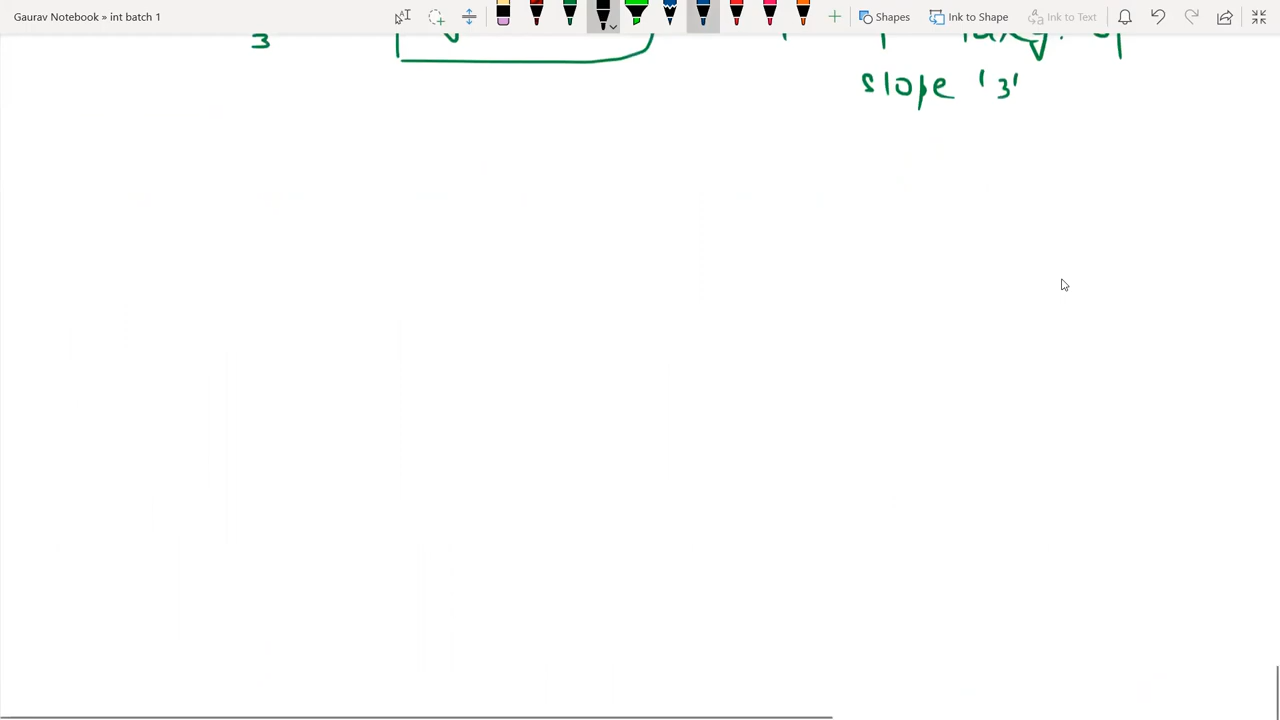 Gaurav Notebook » int batch 1
Shapes
Ink to Shape
Ink to Text
3
slope '3'